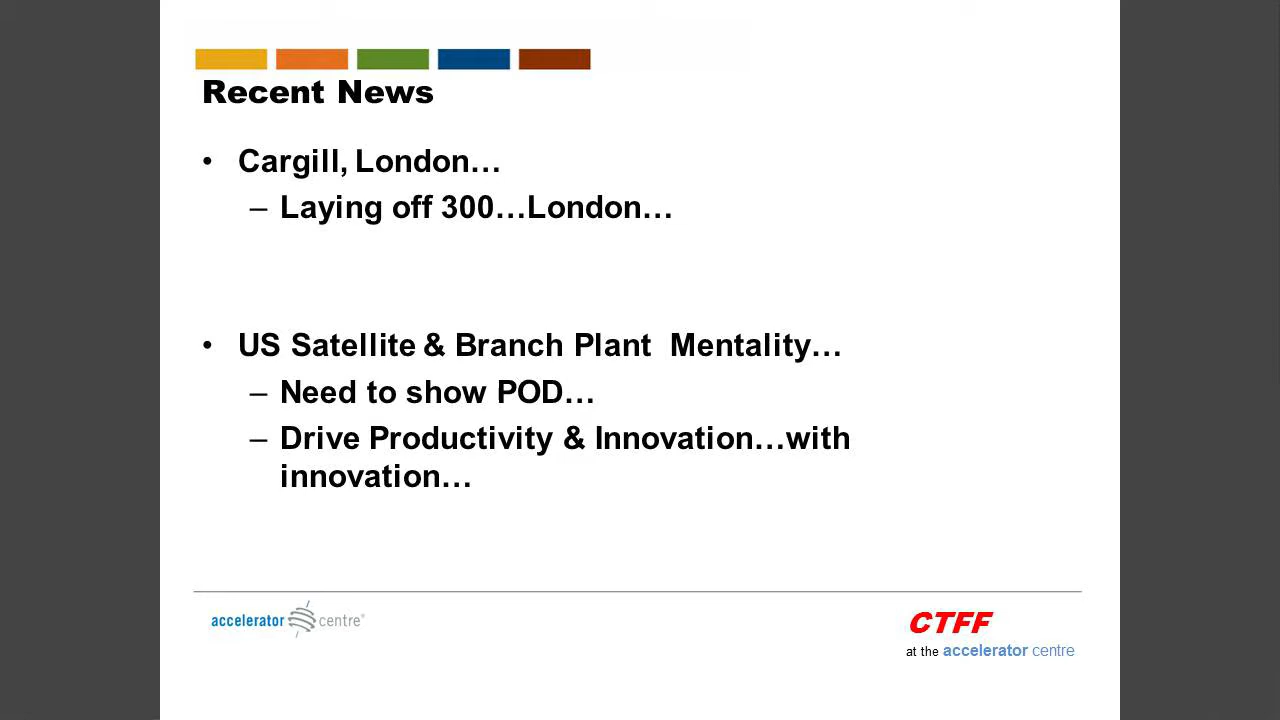 Recent News
• Cargill, London…
– Laying off 300…London…
• US Satellite & Branch Plant  Mentality…
– Need to show POD…
– Drive Productivity & Innovation…with
innovation…
accelerator centre®
CTFF
at the accelerator centre